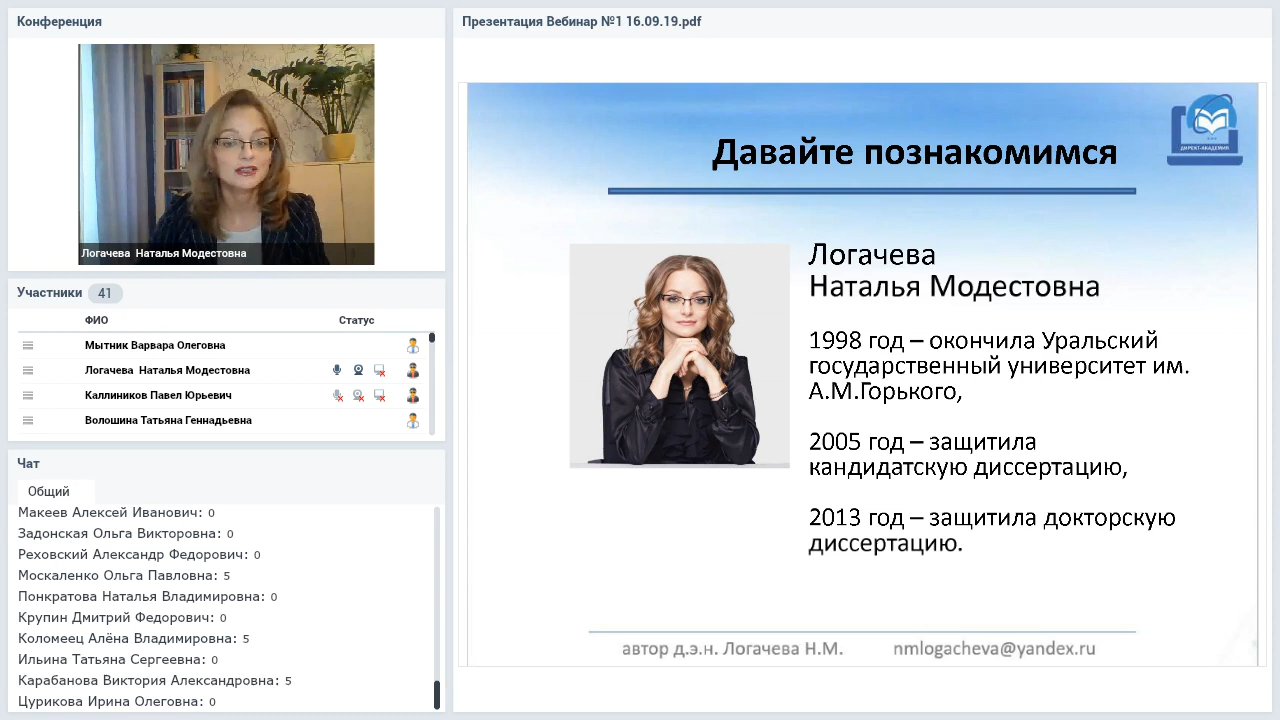 Конференция
Логачева  Наталья Модестовна
Участники 41
ФИО Статус
Мытник Варвара Олеговна
Логачева  Наталья Модестовна
Каллиников Павел Юрьевич
Волошина Татьяна Геннадьевна
Чат
Общий
Макеев Алексей Иванович: 0
Задонская Ольга Викторовна: 0
Реховский Александр Федорович: 0
Москаленко Ольга Павловна: 5
Понкратова Наталья Владимировна: 0
Крупин Дмитрий Федорович: 0
Коломеец Алёна Владимировна: 5
Ильина Татьяна Сергеевна: 0
Карабанова Виктория Александровна: 5
Цурикова Ирина Олеговна: 0
Презентация Вебинар №1 16.09.19.pdf
ДИРЕКТ-АКАДЕМИЯ
Давайте познакомимся
Логачева
Наталья Модестовна
1998 год – окончила Уральский
государственный университет им.
А.М.Горького,
2005 год – защитила
кандидатскую диссертацию,
2013 год – защитила докторскую
диссертацию.
автор д.э.н. Логачева Н.М. nmlogacheva@yandex.ru